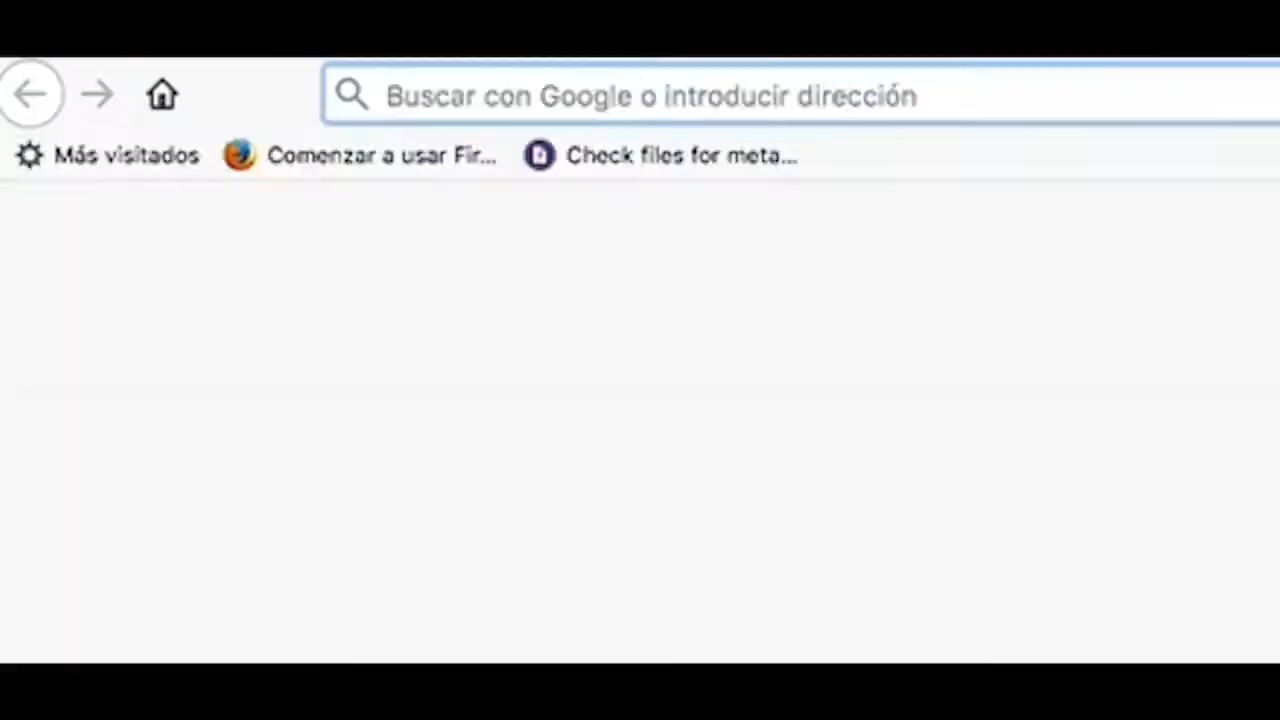 Buscar con Google o introducir dirección
Más visitados Comenzar a usar Fir... Check files for meta...